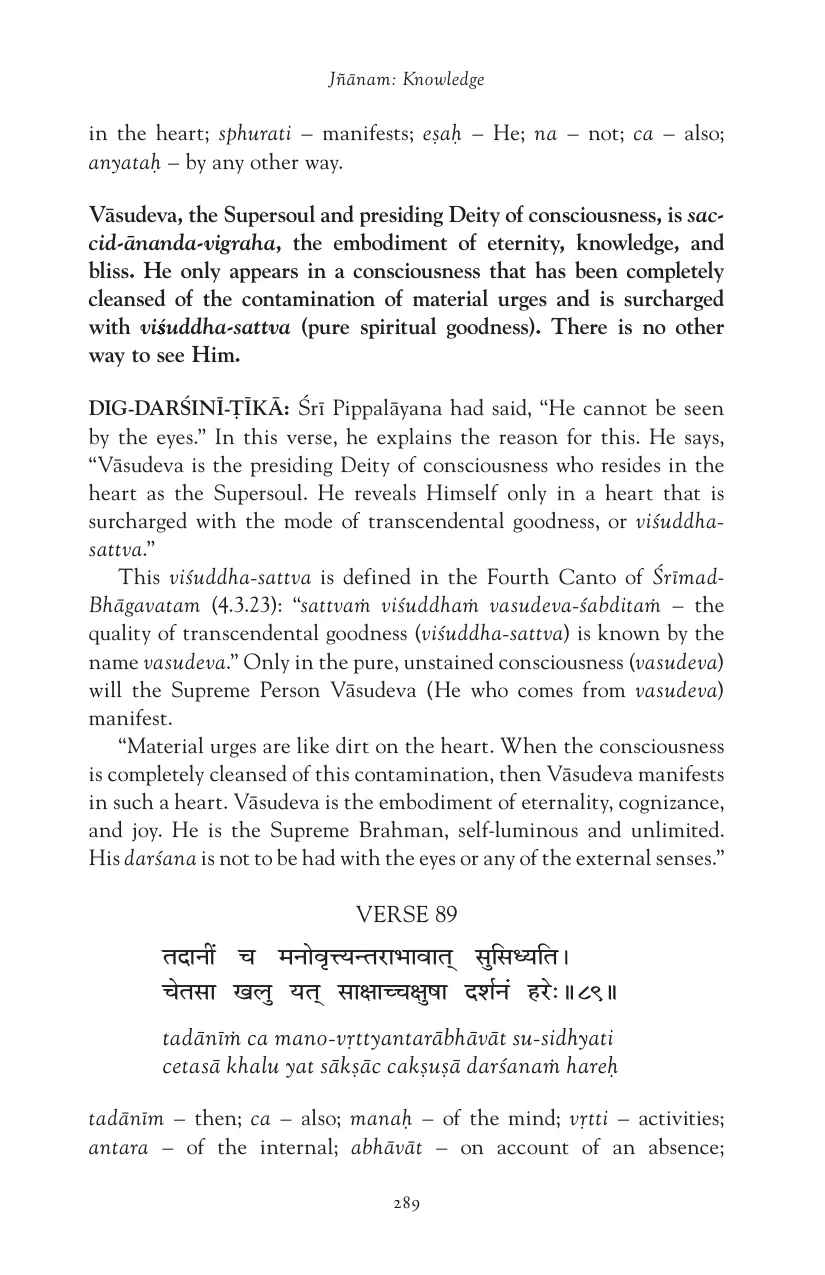 Jñānam: Knowledge
in the heart; sphurati – manifests; eṣaḥ – He; na – not; ca – also;
anyataḥ – by any other way.
Vāsudeva, the Supersoul and presiding Deity of consciousness, is sac-
cid-ānanda-vigraha, the embodiment of eternity, knowledge, and
bliss. He only appears in a consciousness that has been completely
cleansed of the contamination of material urges and is surcharged
with viśuddha-sattva (pure spiritual goodness). There is no other
way to see Him.
DIG-DARŚINĪ-ṬĪKĀ: Śrī Pippalāyana had said, “He cannot be seen
by the eyes.” In this verse, he explains the reason for this. He says,
“Vāsudeva is the presiding Deity of consciousness who resides in the
heart as the Supersoul. He reveals Himself only in a heart that is
surcharged with the mode of transcendental goodness, or viśuddha-
sattva.”
This viśuddha-sattva is defined in the Fourth Canto of Śrīmad-
Bhāgavatam (4.3.23): “sattvaṁ viśuddhaṁ vasudeva-śabditaṁ – the
quality of transcendental goodness (viśuddha-sattva) is known by the
name vasudeva.” Only in the pure, unstained consciousness (vasudeva)
will the Supreme Person Vāsudeva (He who comes from vasudeva)
manifest.
“Material urges are like dirt on the heart. When the consciousness
is completely cleansed of this contamination, then Vāsudeva manifests
in such a heart. Vāsudeva is the embodiment of eternality, cognizance,
and joy. He is the Supreme Brahman, self-luminous and unlimited.
His darśana is not to be had with the eyes or any of the external senses.”
VERSE 89
तदानीं च मनोवृत्त्यन्तराभावात् सुसिध्यति।
चेतसा खलु यत् साक्षाच्चक्षुषा दर्शनं हरेः॥८९॥
tadānīṁ ca mano-vṛttyantarābhāvāt su-sidhyati
cetasā khalu yat sākṣāc cakṣuṣā darśanaṁ hareḥ
tadānīm – then; ca – also; manaḥ – of the mind; vṛtti – activities;
antara – of the internal; abhāvāt – on account of an absence;
289